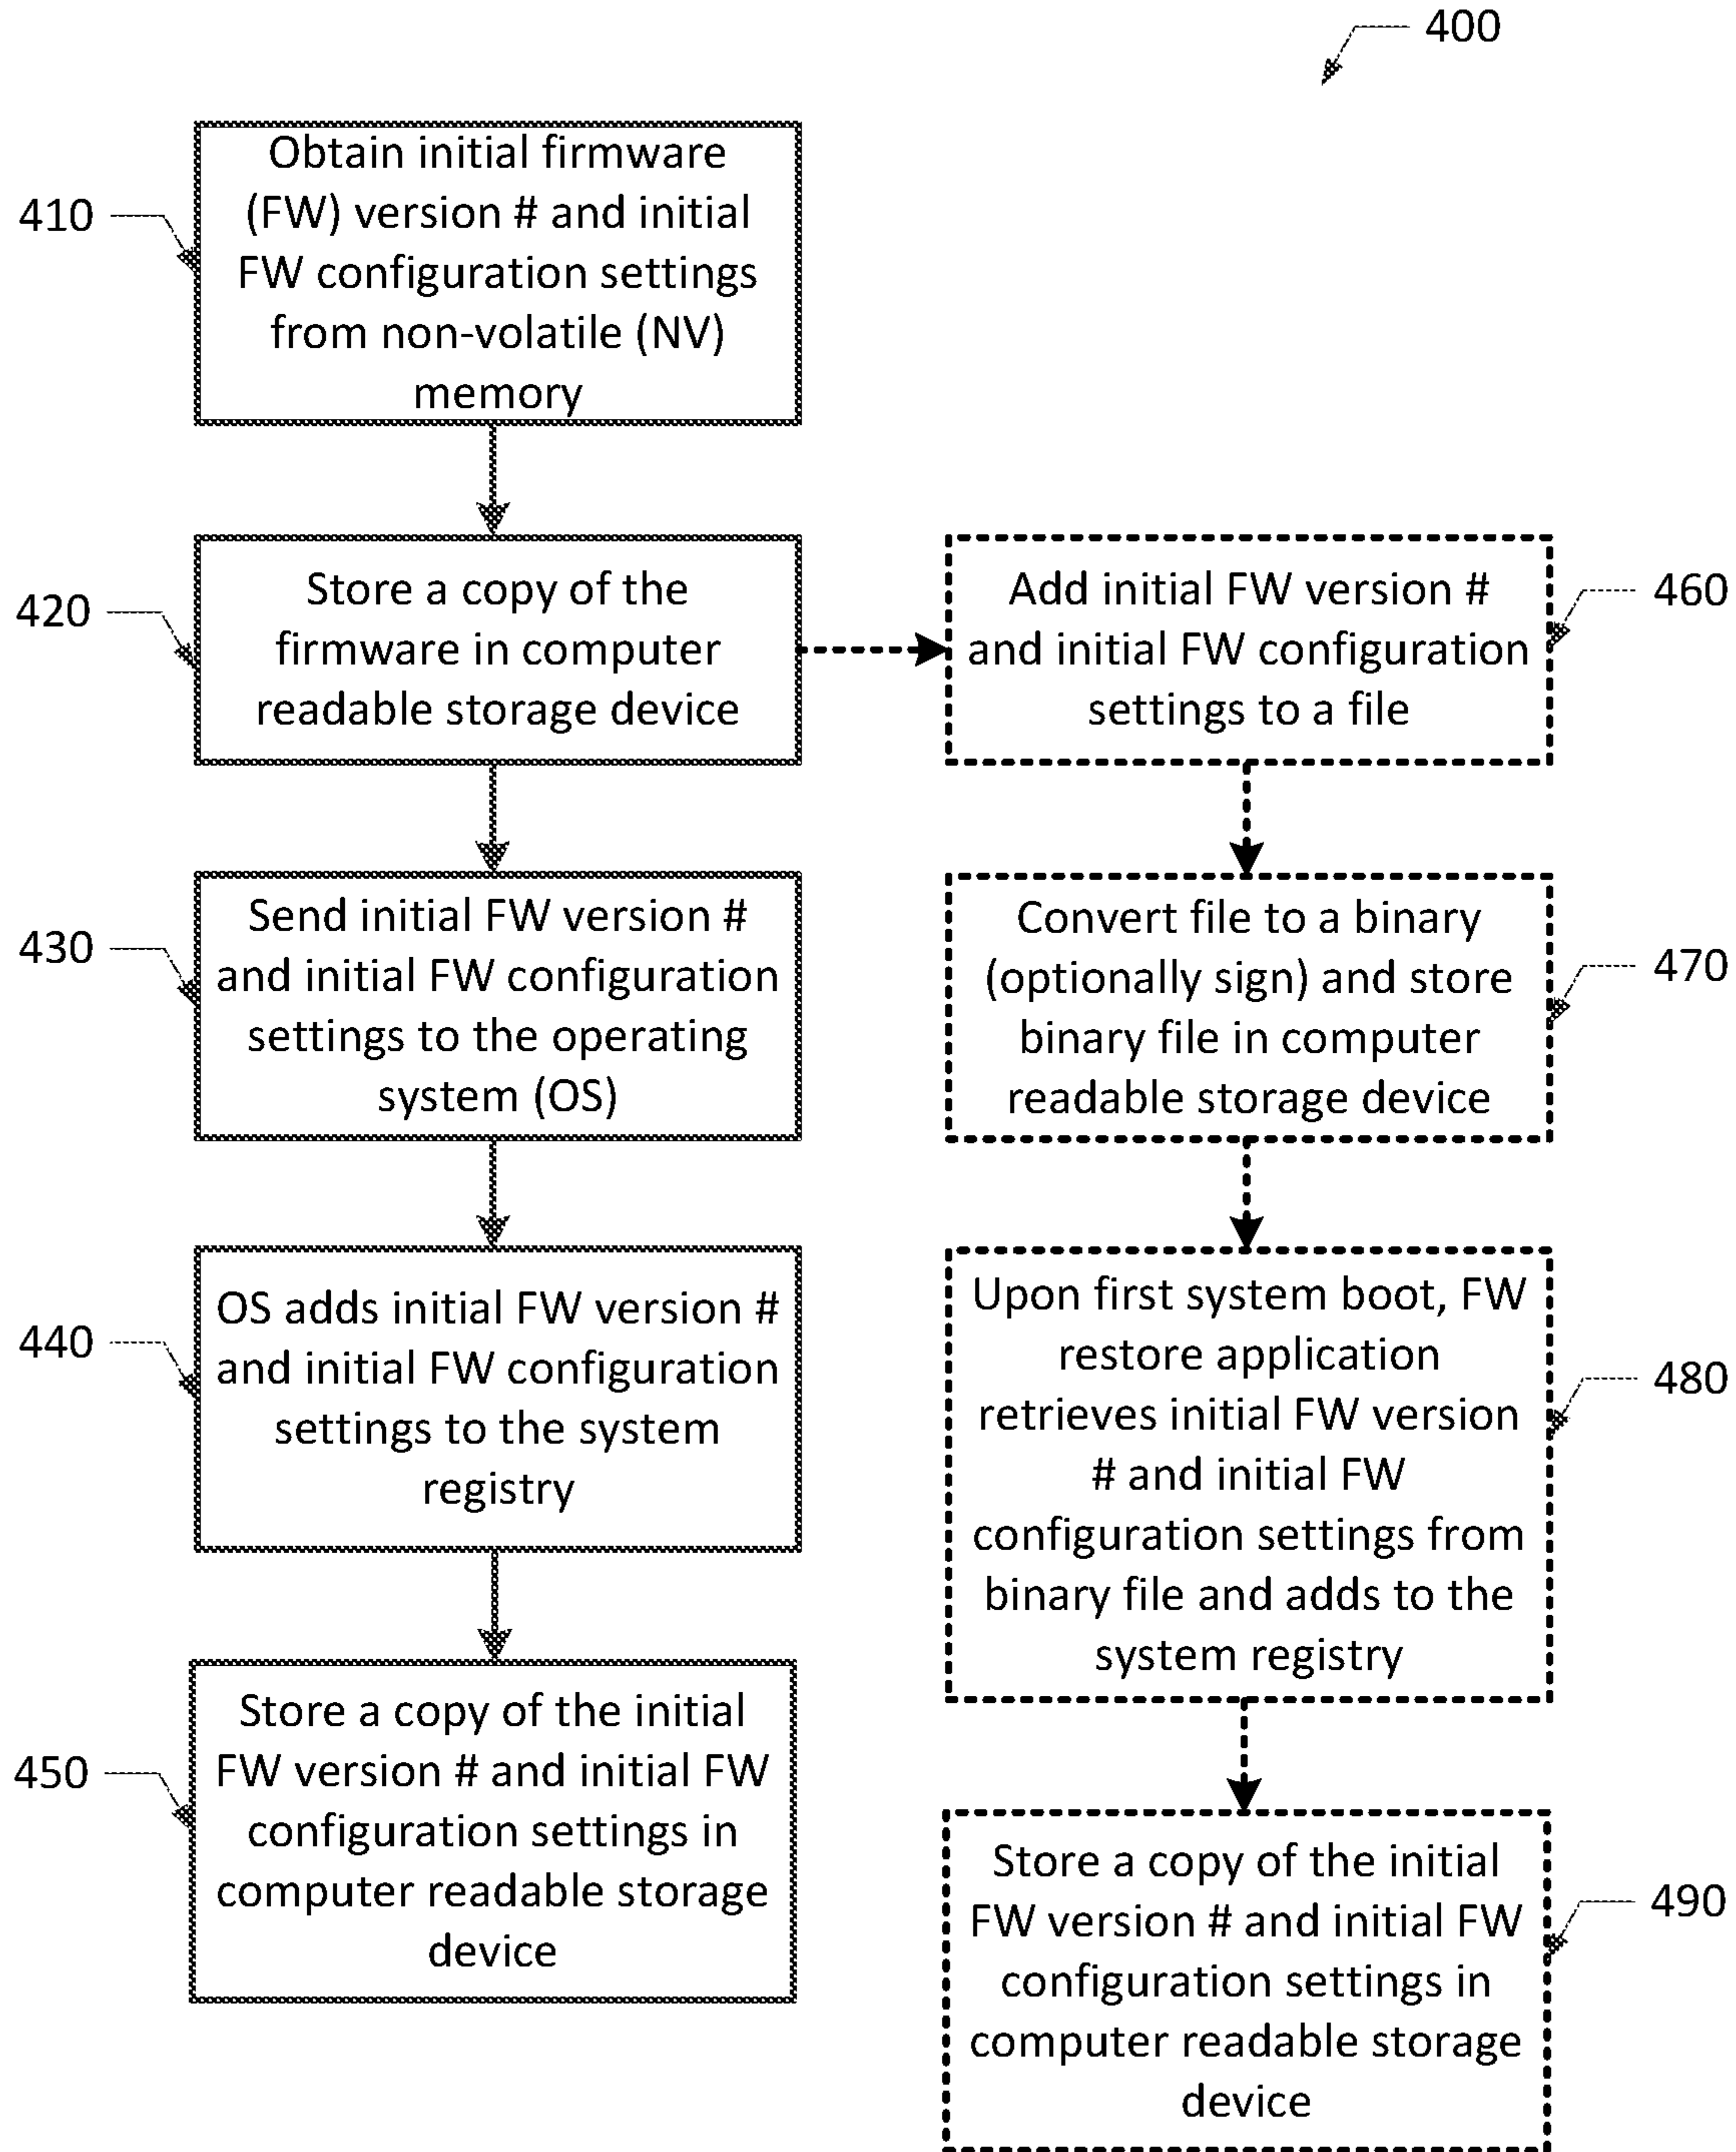 400
410
Obtain initial firmware
(FW) version # and initial
FW configuration settings
from non-volatile (NV)
memory
420
Store a copy of the
firmware in computer
readable storage device
430
Send initial FW version #
and initial FW configuration
settings to the operating
system (OS)
440
OS adds initial FW version #
and initial FW configuration
settings to the system
registry
450
Store a copy of the initial
FW version # and initial FW
configuration settings in
computer readable storage
device
Add initial FW version #
and initial FW configuration
settings to a file
460
Convert file to a binary
(optionally sign) and store
binary file in computer
readable storage device
470
Upon first system boot, FW
restore application
retrieves initial FW version
# and initial FW
configuration settings from
binary file and adds to the
system registry
480
Store a copy of the initial
FW version # and initial FW
configuration settings in
computer readable storage
device
490